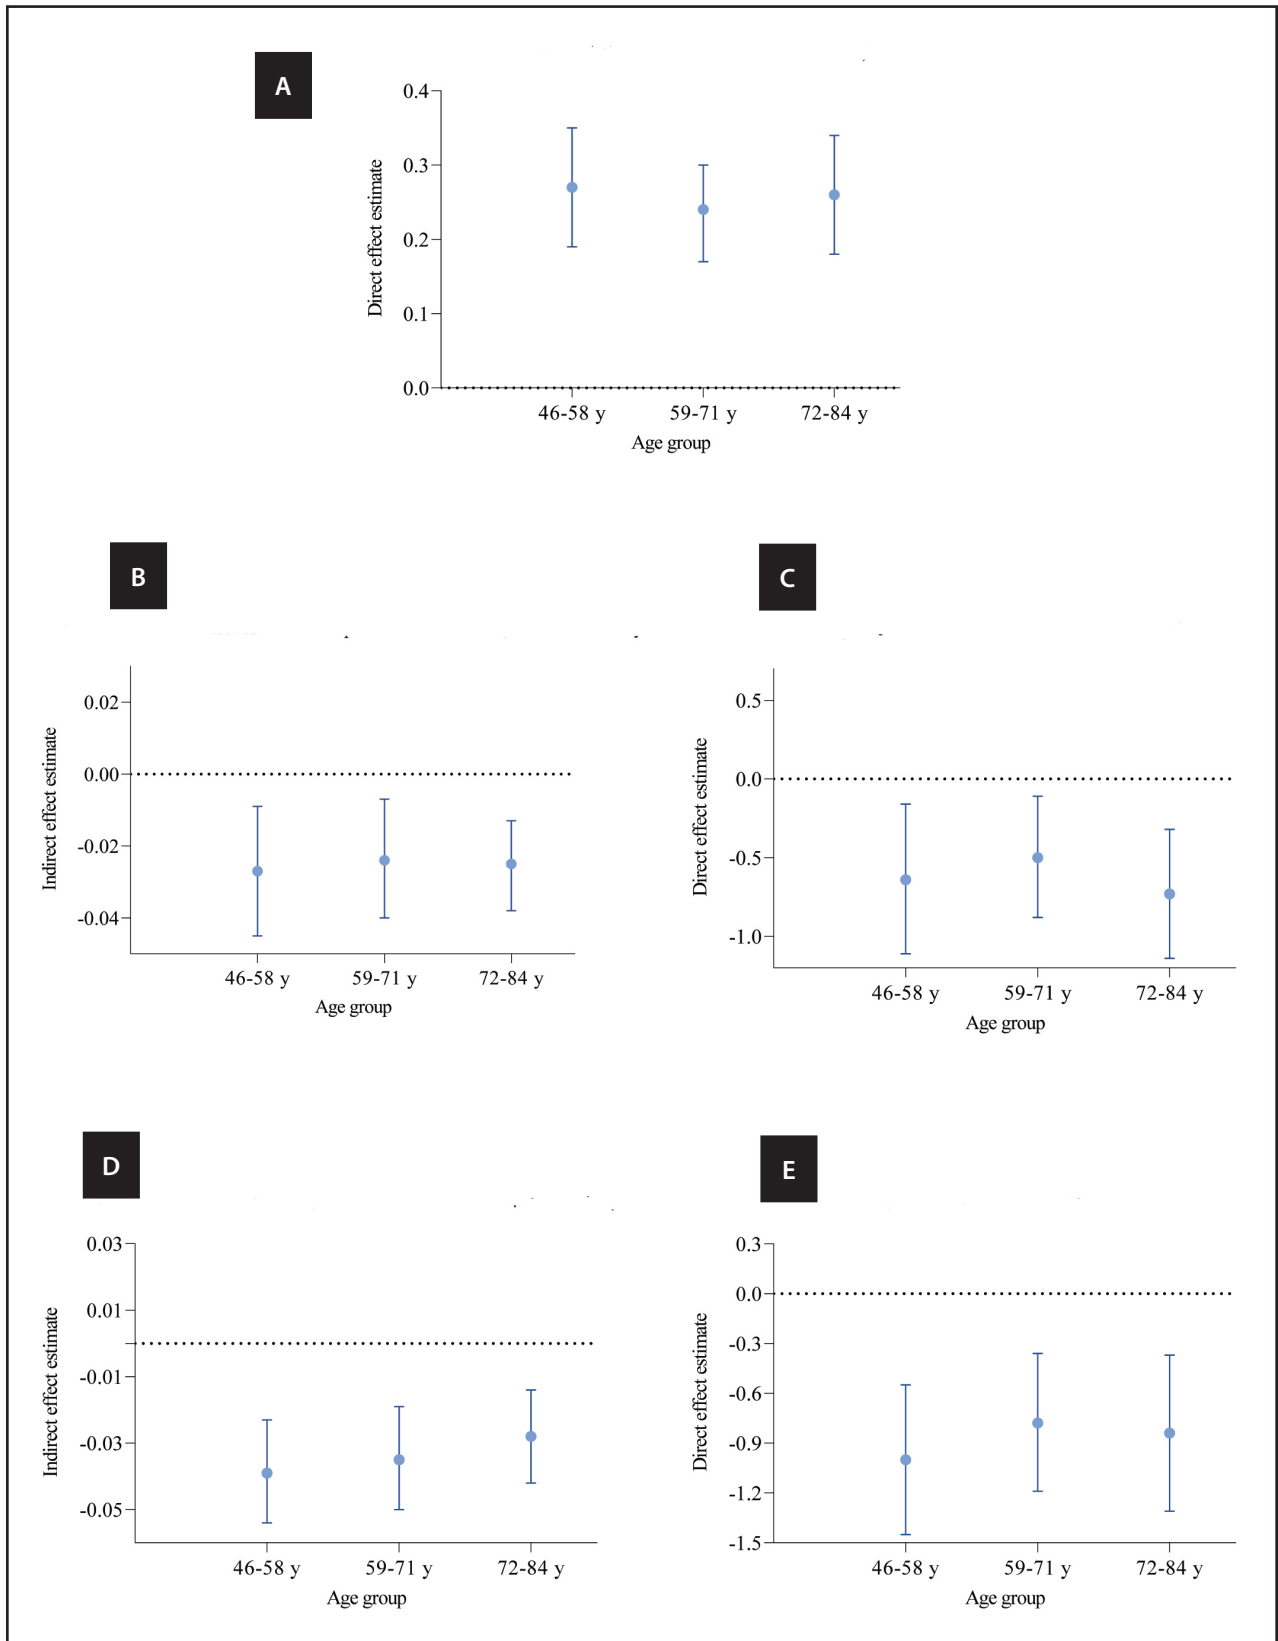 A
0.4
0.3
0.2
0.1
0.0
Direct effect estimate
46-58 y 59-71 y 72-84 y
Age group
B
0.02
0.00
-0.02
-0.04
Indirect effect estimate
46-58 y 59-71 y 72-84 y
Age group
C
0.5
0.0
-0.5
-1.0
Direct effect estimate
46-58 y 59-71 y 72-84 y
Age group
D
0.03
0.01
-0.01
-0.03
-0.05
Indirect effect estimate
46-58 y 59-71 y 72-84 y
Age group
E
0.3
0.0
-0.3
-0.6
-0.9
-1.2
-1.5
Direct effect estimate
46-58 y 59-71 y 72-84 y
Age group